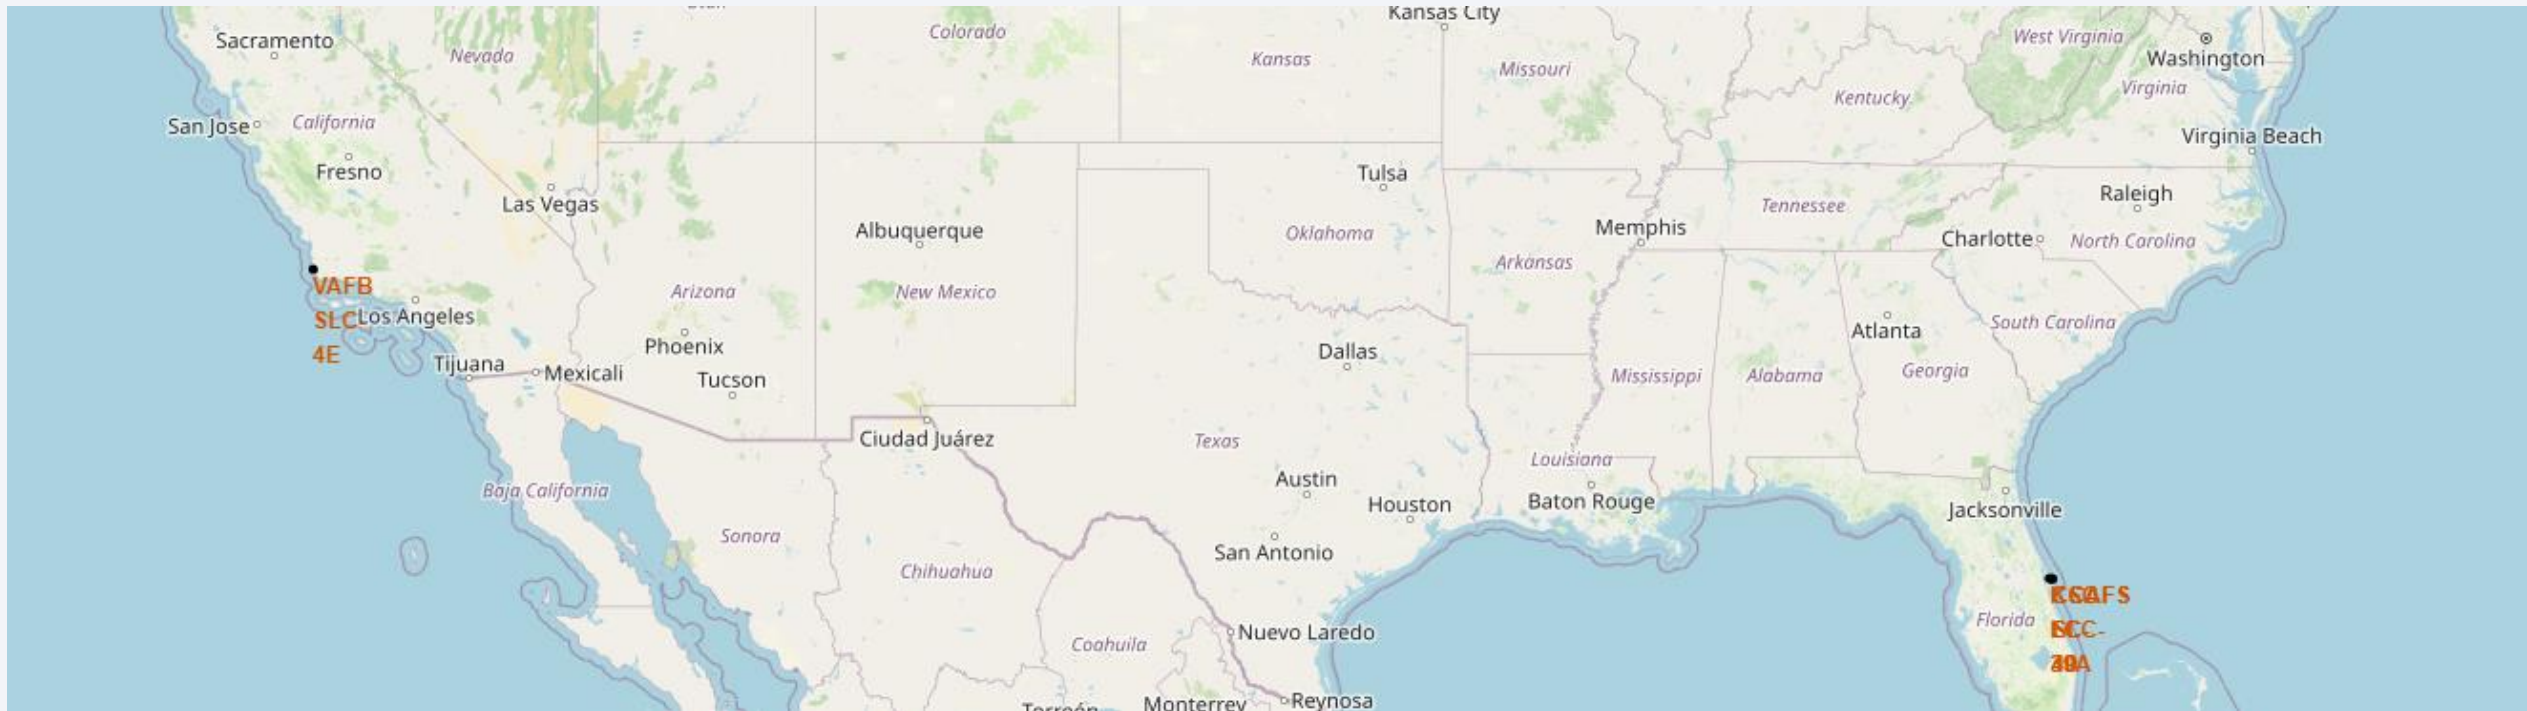 Kansas City
Sacramento
Colorado
West Virginia
Washington
Nevada
Kansas
Missouri
Virginia
Kentucky
San Jose
California
Virginia Beach
Fresno
Tulsa
Las Vegas
Raleigh
Tennessee
Albuquerque
Oklahoma
Memphis
Charlotte
North Carolina
Arkansas
VAFB
SLC-
4E
Arizona
New Mexico
Los Angeles
South Carolina
Atlanta
Phoenix
Dallas
Tijuana
Mexicali
Tucson
Mississippi
Alabama
Georgia
Ciudad Juárez
Texas
Louisiana
Austin
Baja California
Houston
Baton Rouge
Jacksonville
Sonora
San Antonio
Chihuahua
Florida
Nuevo Laredo
Coahuila
Monterrey
Reynosa